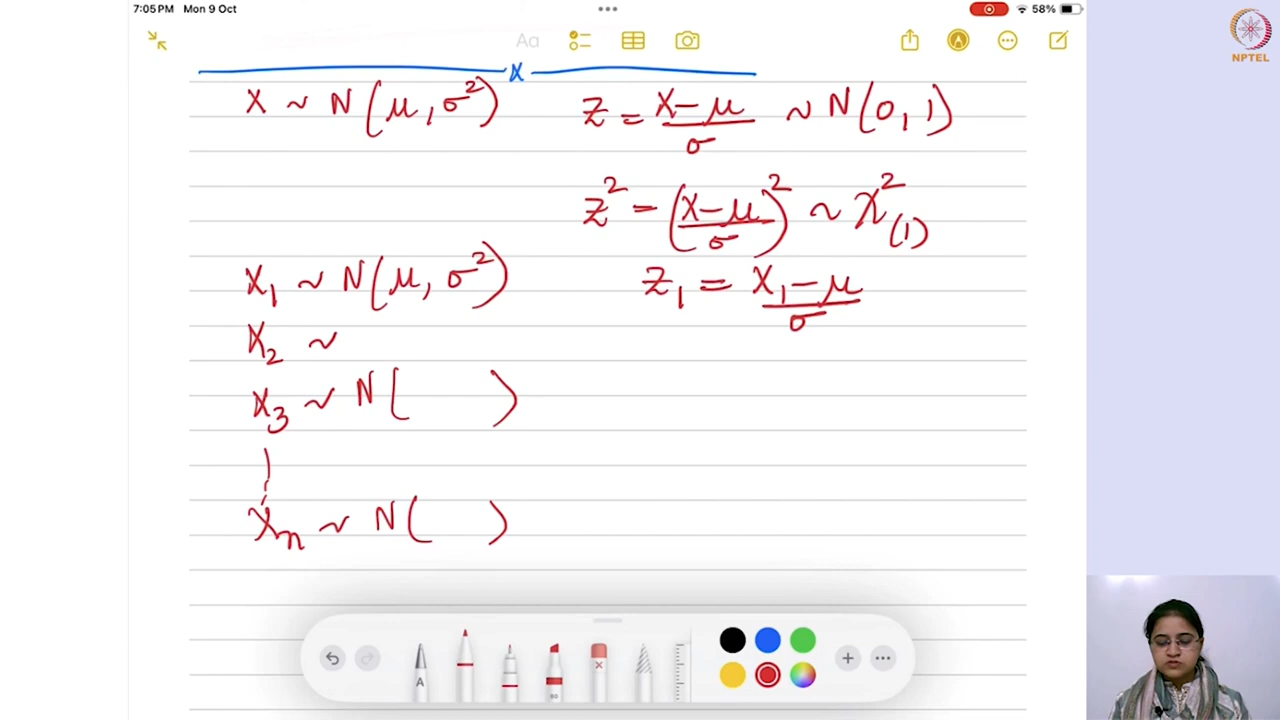 7:05 PM Mon 9 Oct
58%
Aa
NPTEL
x
X ~ N(μ, σ²) Z = (X-μ)/σ ~ N(0, 1)
Z² = ((X-μ)/σ)² ~ χ²₍₁₎
X₁ ~ N(μ, σ²) Z₁ = (X₁-μ)/σ
X₂ ~
X₃ ~ N( )
Xₙ ~ N( )
A
80